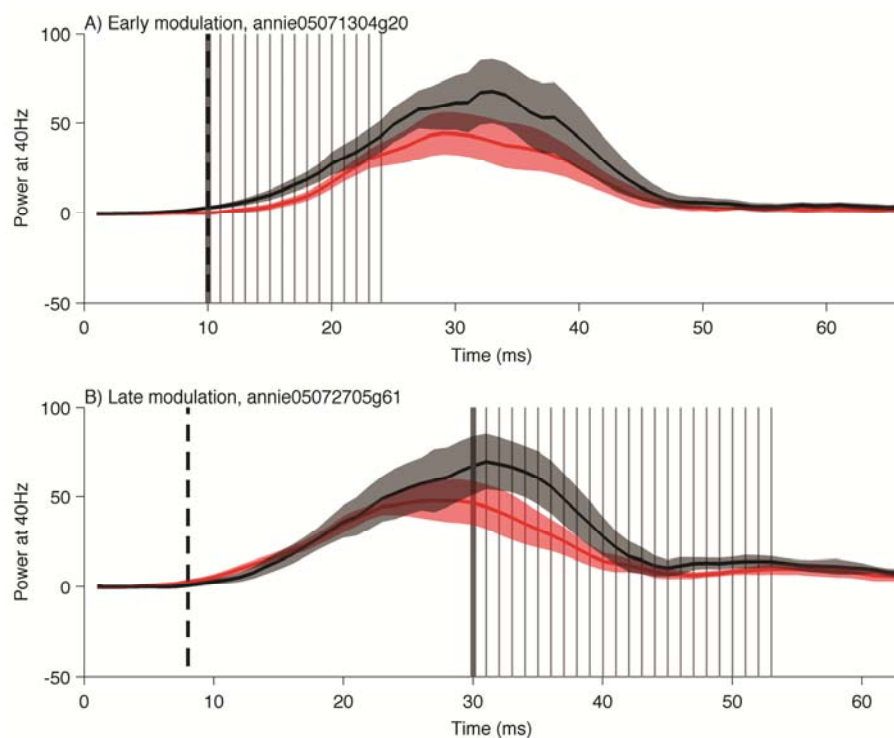 A) Early modulation, annie05071304g20
100
50
0
-50
Power at 40Hz
0 10 20 30 40 50 60
Time (ms)
B) Late modulation, annie05072705g61
100
50
0
-50
Power at 40Hz
0 10 20 30 40 50 60
Time (ms)